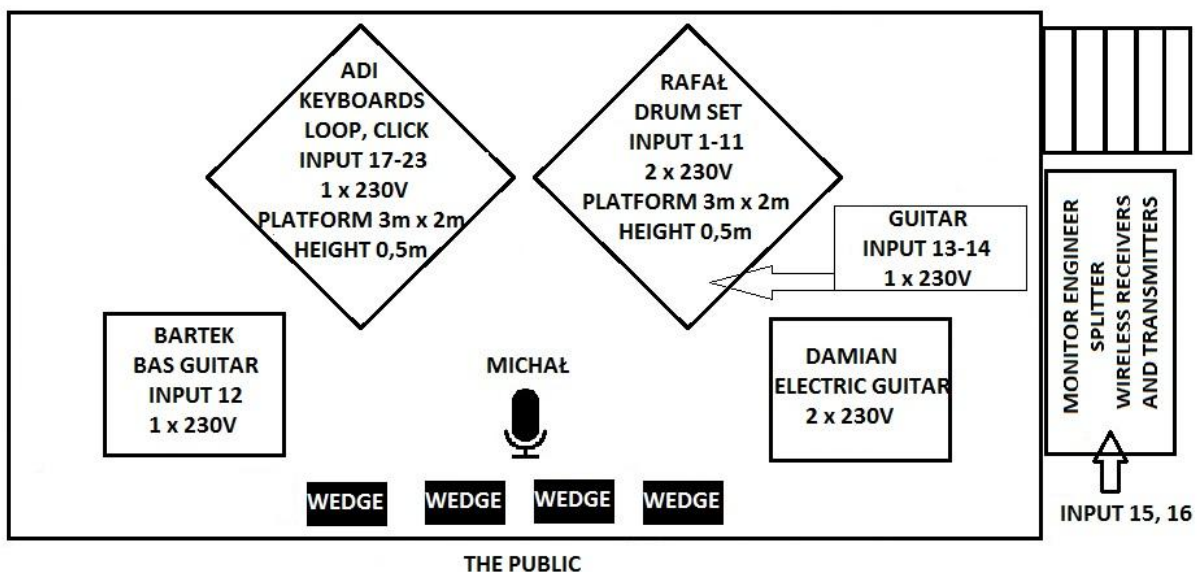 ADI
KEYBOARDS
LOOP, CLICK
INPUT 17-23
1 x 230V
PLATFORM 3m x 2m
HEIGHT 0,5m
RAFAŁ
DRUM SET
INPUT 1-11
2 x 230V
PLATFORM 3m x 2m
HEIGHT 0,5m
GUITAR
INPUT 13-14
1 x 230V
MONITOR ENGINEER
SPLITTER
WIRELESS RECEIVERS
AND TRANSMITTERS
BARTEK
BAS GUITAR
INPUT 12
1 x 230V
MICHAŁ
DAMIAN
ELECTRIC GUITAR
2 x 230V
WEDGE
WEDGE
WEDGE
WEDGE
INPUT 15, 16
THE PUBLIC